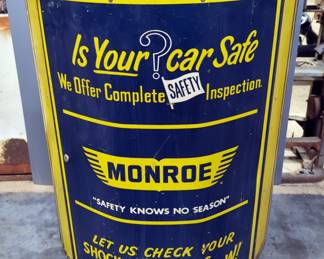 Is Your ? car Safe
We Offer Complete SAFETY Inspection.
MONROE
"SAFETY KNOWS NO SEASON"
LET US CHECK YOUR